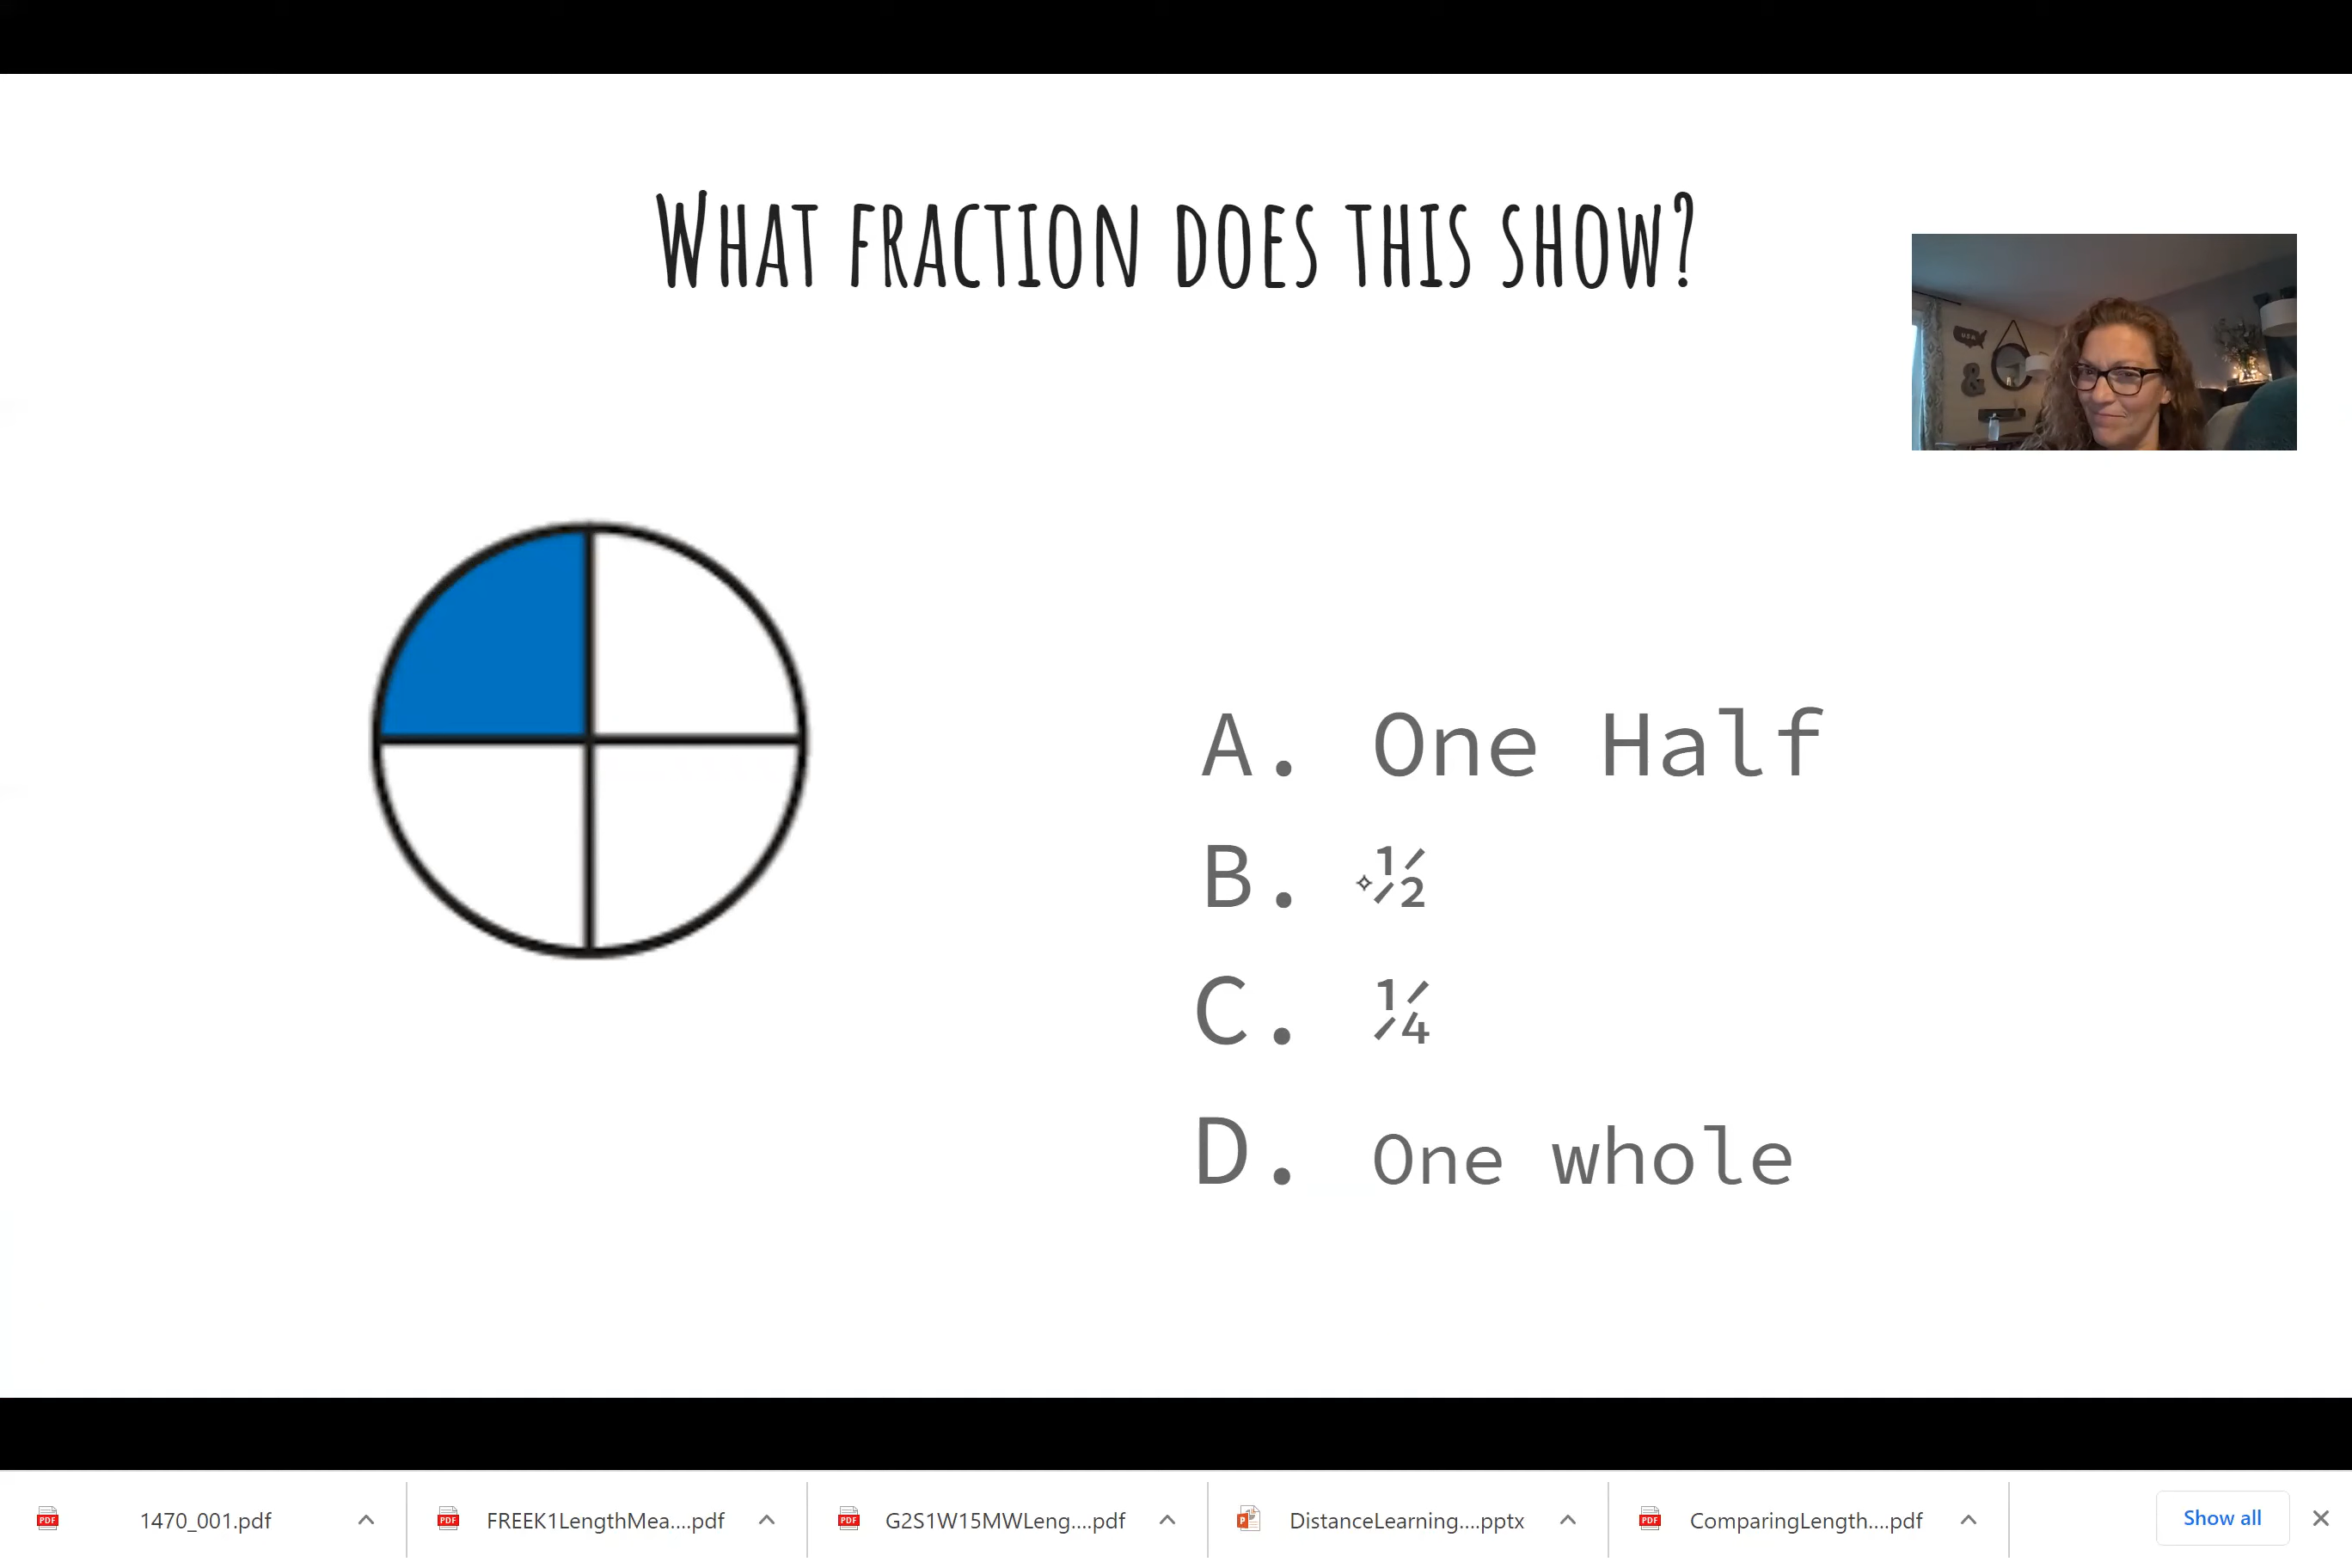 What fraction does this show?
A. One Half
B. ½
C. ¼
D. One whole
1470_001.pdf
FREEK1LengthMea....pdf
G2S1W15MWLeng....pdf
DistanceLearning....pptx
ComparingLength....pdf
Show all